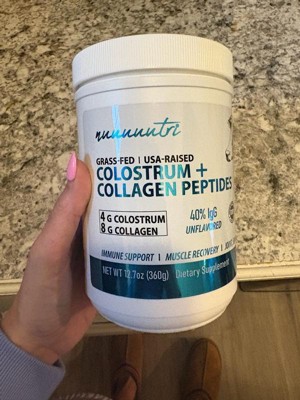 nuuuuutri
GRASS-FED | USA-RAISED
COLOSTRUM +
COLLAGEN PEPTIDES
4 G COLOSTRUM
8 G COLLAGEN
40% IgG
UNFLAVORED
IMMUNE SUPPORT | MUSCLE RECOVERY |
NET WT 12.7oz (360g) Dietary Supplement